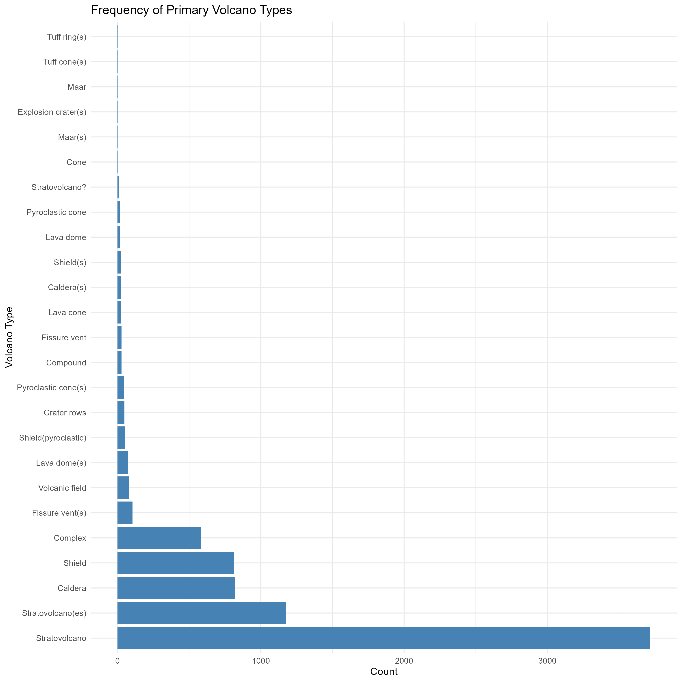 Frequency of Primary Volcano Types
Tuff ring(s)
Tuff cone(s)
Maar
Explosion crater(s)
Maar(s)
Cone
Stratovolcano?
Pyroclastic cone
Lava dome
Shield(s)
Caldera(s)
Lava cone
Fissure vent
Compound
Pyroclastic cone(s)
Crater rows
Shield(pyroclastic)
Lava dome(s)
Volcanic field
Fissure vent(s)
Complex
Shield
Caldera
Stratovolcano(es)
Stratovolcano
Volcano Type
0 1000 2000 3000
Count